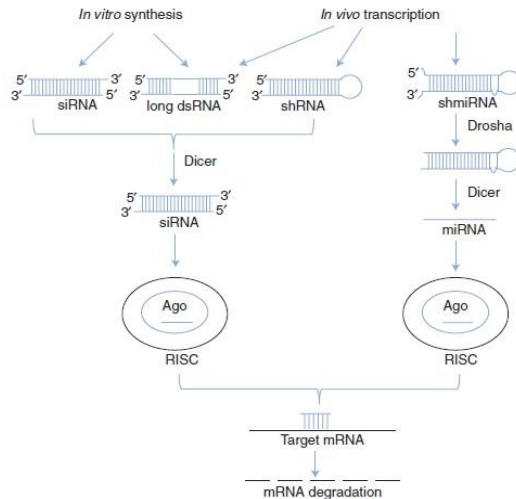 In vitro synthesis
In vivo transcription
5′ 3′
3′ 5′
siRNA
5′ 3′
3′ 5′
long dsRNA
5′
3′
shRNA
5′
3′
shmiRNA
Drosha
Dicer
Dicer
5′ 3′
3′ 5′
siRNA
miRNA
Ago
RISC
Ago
RISC
Target mRNA
mRNA degradation